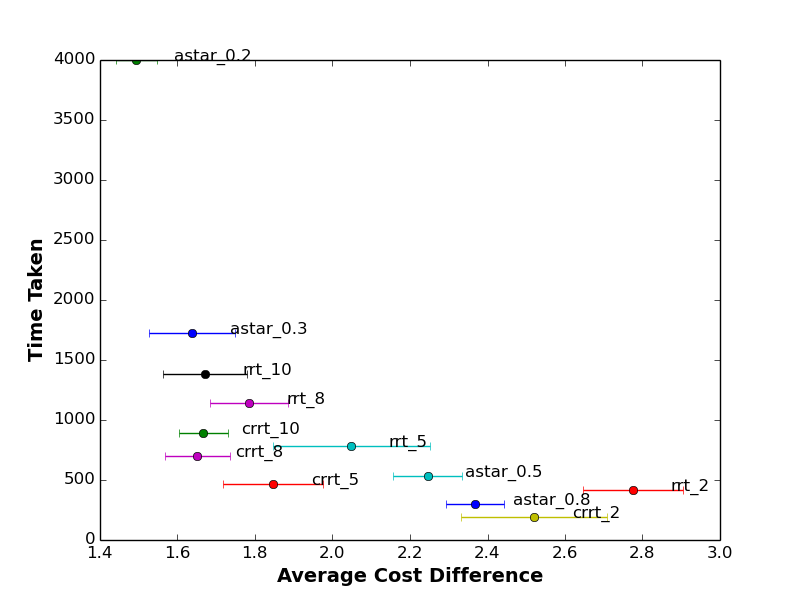 4000
astar_0.2
3500
3000
2500
2000
astar_0.3
1500
rrt_10
rrt_8
1000
crrt_10
rrt_5
crrt_8
astar_0.5
500
crrt_5
rrt_2
astar_0.8
crrt_2
0
1.4 1.6 1.8 2.0 2.2 2.4 2.6 2.8 3.0
Average Cost Difference
Time Taken